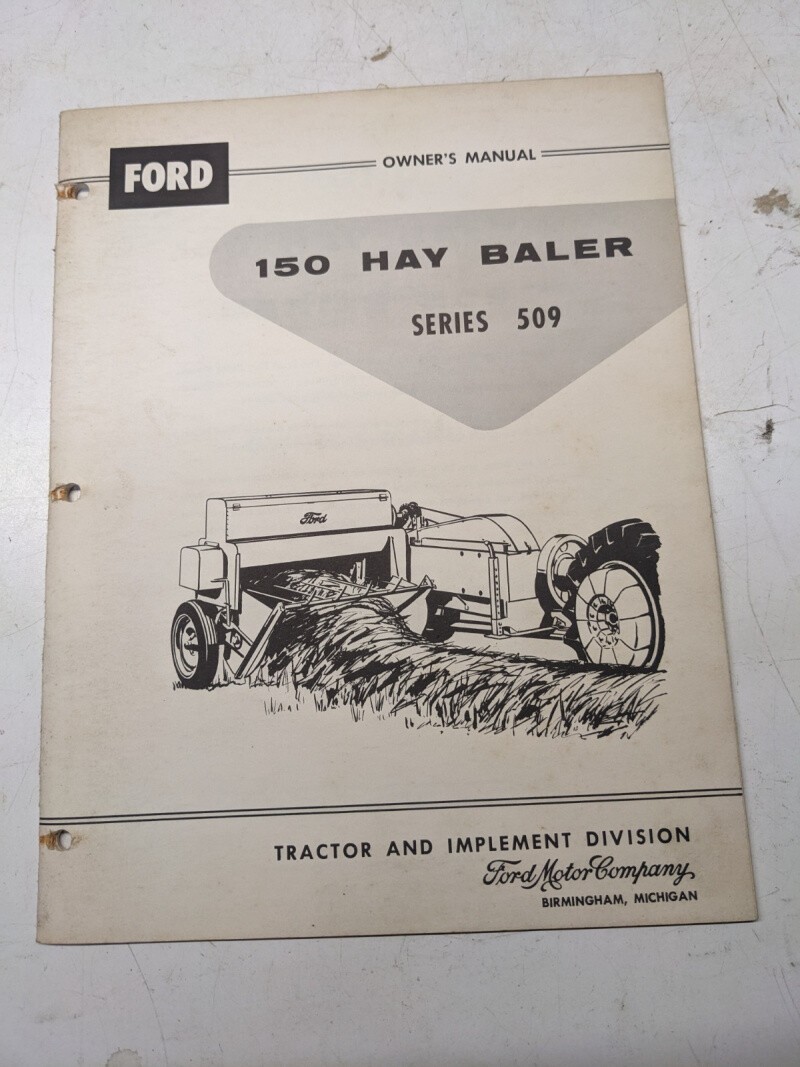 FORD
OWNER'S MANUAL
150 HAY BALER
SERIES 509
Ford
TRACTOR AND IMPLEMENT DIVISION
Ford Motor Company
BIRMINGHAM, MICHIGAN